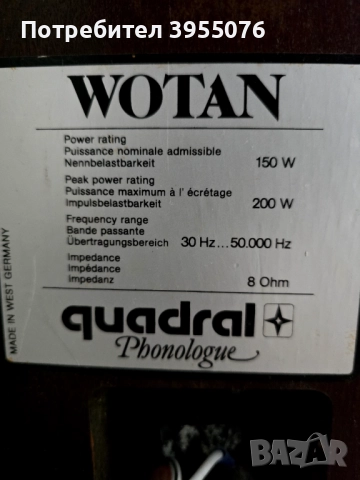 Потребител 3955076
WOTAN
Power rating
Puissance nominale admissible
Nennbelastbarkeit 150 W
Peak power rating
Puissance maximum à l' écrétage
Impulsbelastbarkeit 200 W
Frequency range
Bande passante
Übertragungsbereich 30 Hz...50.000 Hz
Impedance
Impédance
Impedanz 8 Ohm
MADE IN WEST GERMANY
quadral
Phonologue
BAZAR